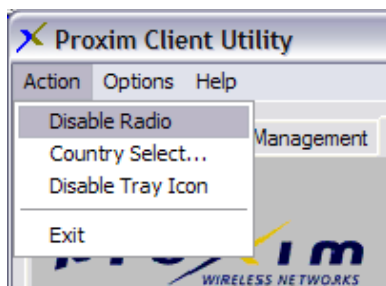 Proxim Client Utility
Action Options Help
Disable Radio
Management
Country Select...
Disable Tray Icon
Exit
WIRELESS NETWORKS